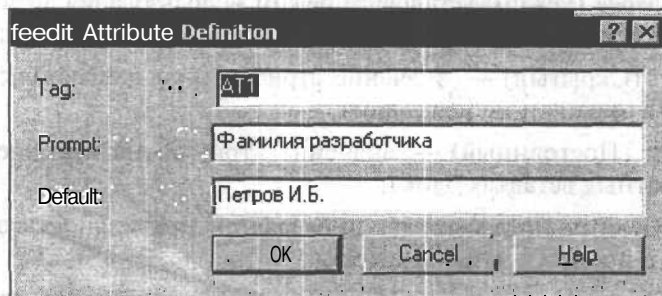 feedit Attribute Definition
Tag: AT1
Prompt: Фамилия разработчика
Default: Петров И.Б.
OK Cancel Help